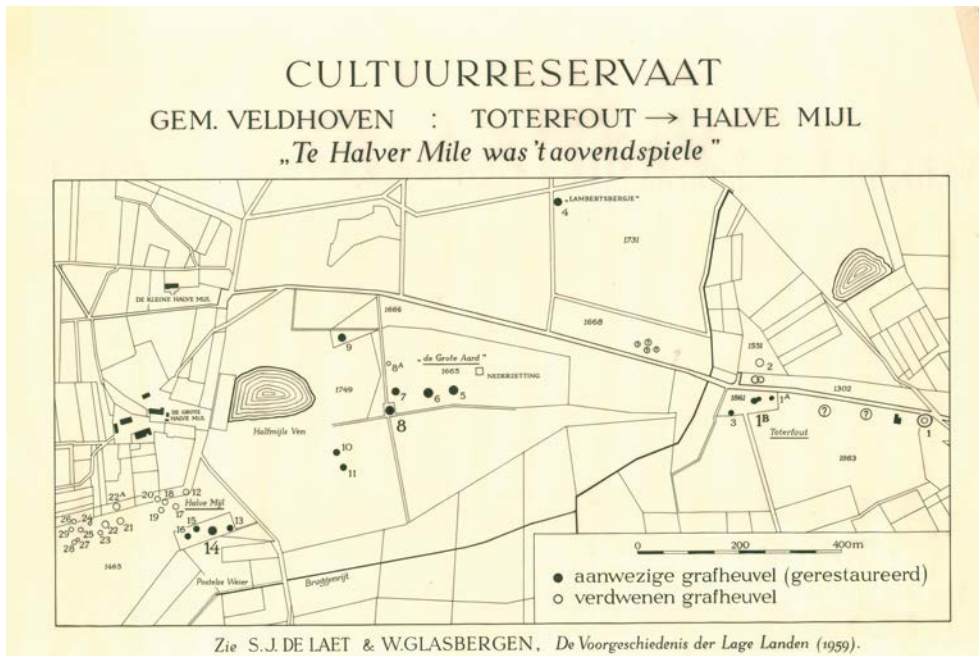 CULTUURRESERVAAT
GEM. VELDHOVEN : TOTERFOUT → HALVE MIJL
„Te Halver Mile was 't aovendspiele"
4 „LAMBERTSBERGJE"
1731
DE KLEINE HALVE MIJL
1666
1668
9
8A
„de Grote Aard"
1665
NEDERZETTING
1749
7
6
5
8
? ? ? ?
1551
2
1302
1861
1A
1B
3
Toterfout
? ?
1
1863
DE GROTE HALVE MIJL
Halfmijls Ven
10
11
22A
20
18
12
Halve Mijl
19
17
26
24
29
25
22
21
28
27
23
16
15
13
14
1465
Postelse Weier
Bruggenrijt
0 200 400m
● aanwezige grafheuvel (gerestaureerd)
○ verdwenen grafheuvel
Zie S.J. DE LAET & W. GLASBERGEN, De Voorgeschiedenis der Lage Landen (1959).